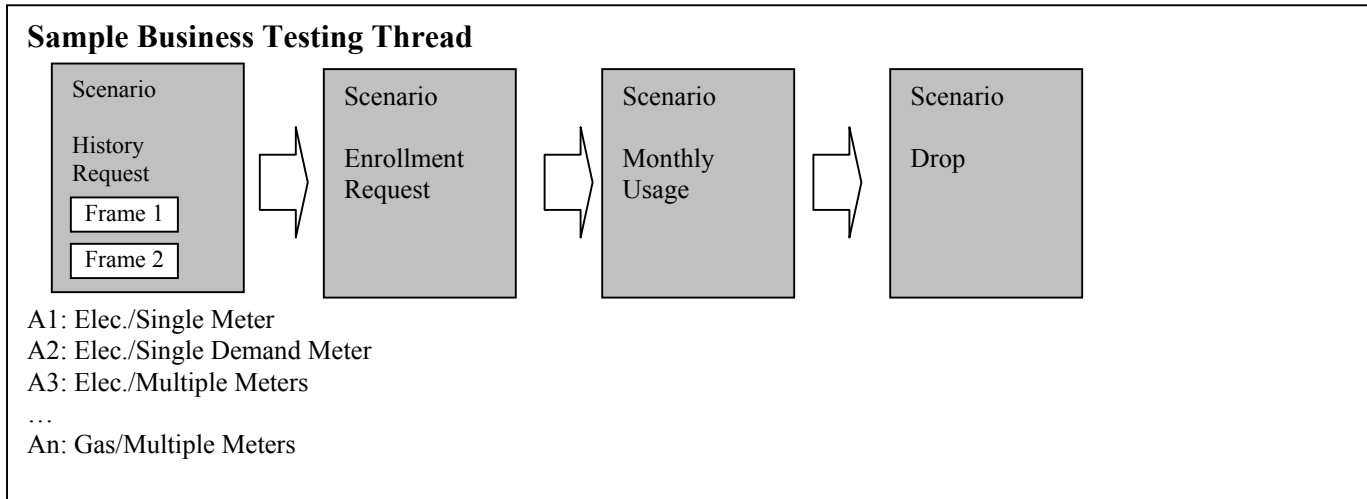 Sample Business Testing Thread
Scenario
History
Request
Frame 1
Frame 2
Scenario
Enrollment
Request
Scenario
Monthly
Usage
Scenario
Drop
A1: Elec./Single Meter
A2: Elec./Single Demand Meter
A3: Elec./Multiple Meters
…
An: Gas/Multiple Meters